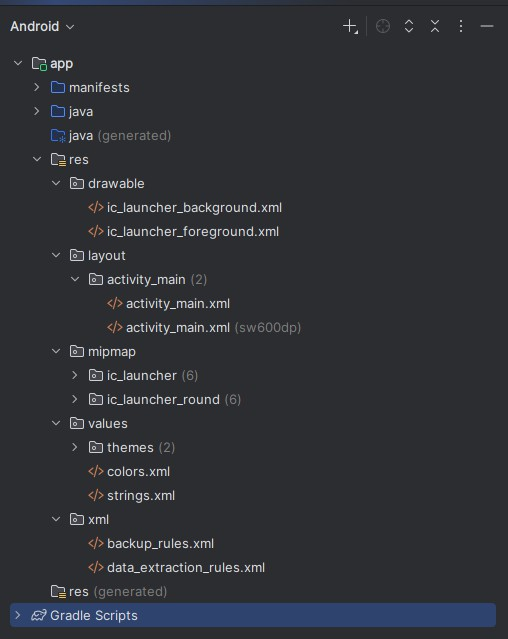 Android
app
manifests
java
java (generated)
res
drawable
ic_launcher_background.xml
ic_launcher_foreground.xml
layout
activity_main (2)
activity_main.xml
activity_main.xml (sw600dp)
mipmap
ic_launcher (6)
ic_launcher_round (6)
values
themes (2)
colors.xml
strings.xml
xml
backup_rules.xml
data_extraction_rules.xml
res (generated)
Gradle Scripts